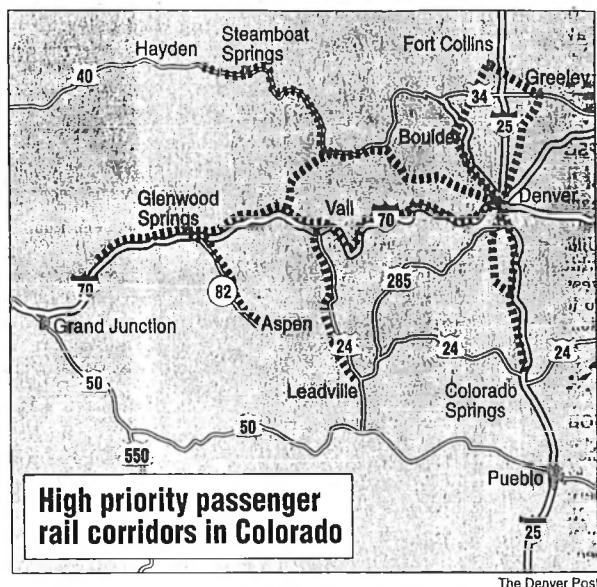 Steamboat
Springs
Hayden
Fort Collins
40
Greeley
34
25
Boulder
Denver
Glenwood
Springs
Vail
70
285
70
82
Aspen
Grand Junction
24
24
24
50
Leadville
Colorado
Springs
50
550
Pueblo
25
High priority passenger
rail corridors in Colorado
The Denver Pos